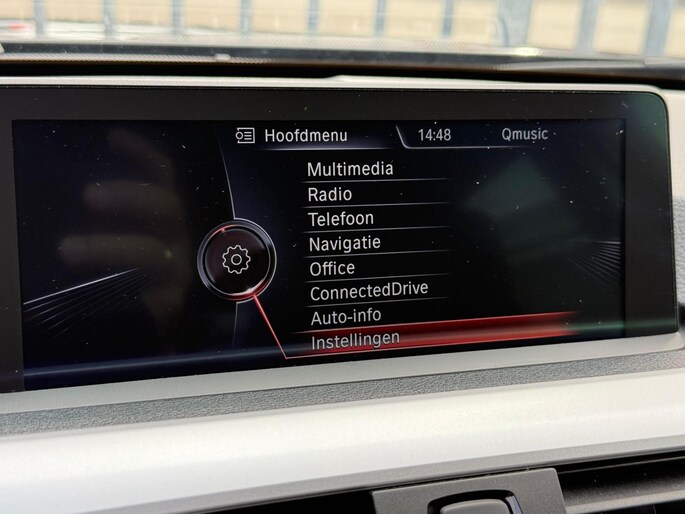 Hoofdmenu 14:48 Qmusic
Multimedia
Radio
Telefoon
Navigatie
Office
ConnectedDrive
Auto-info
Instellingen